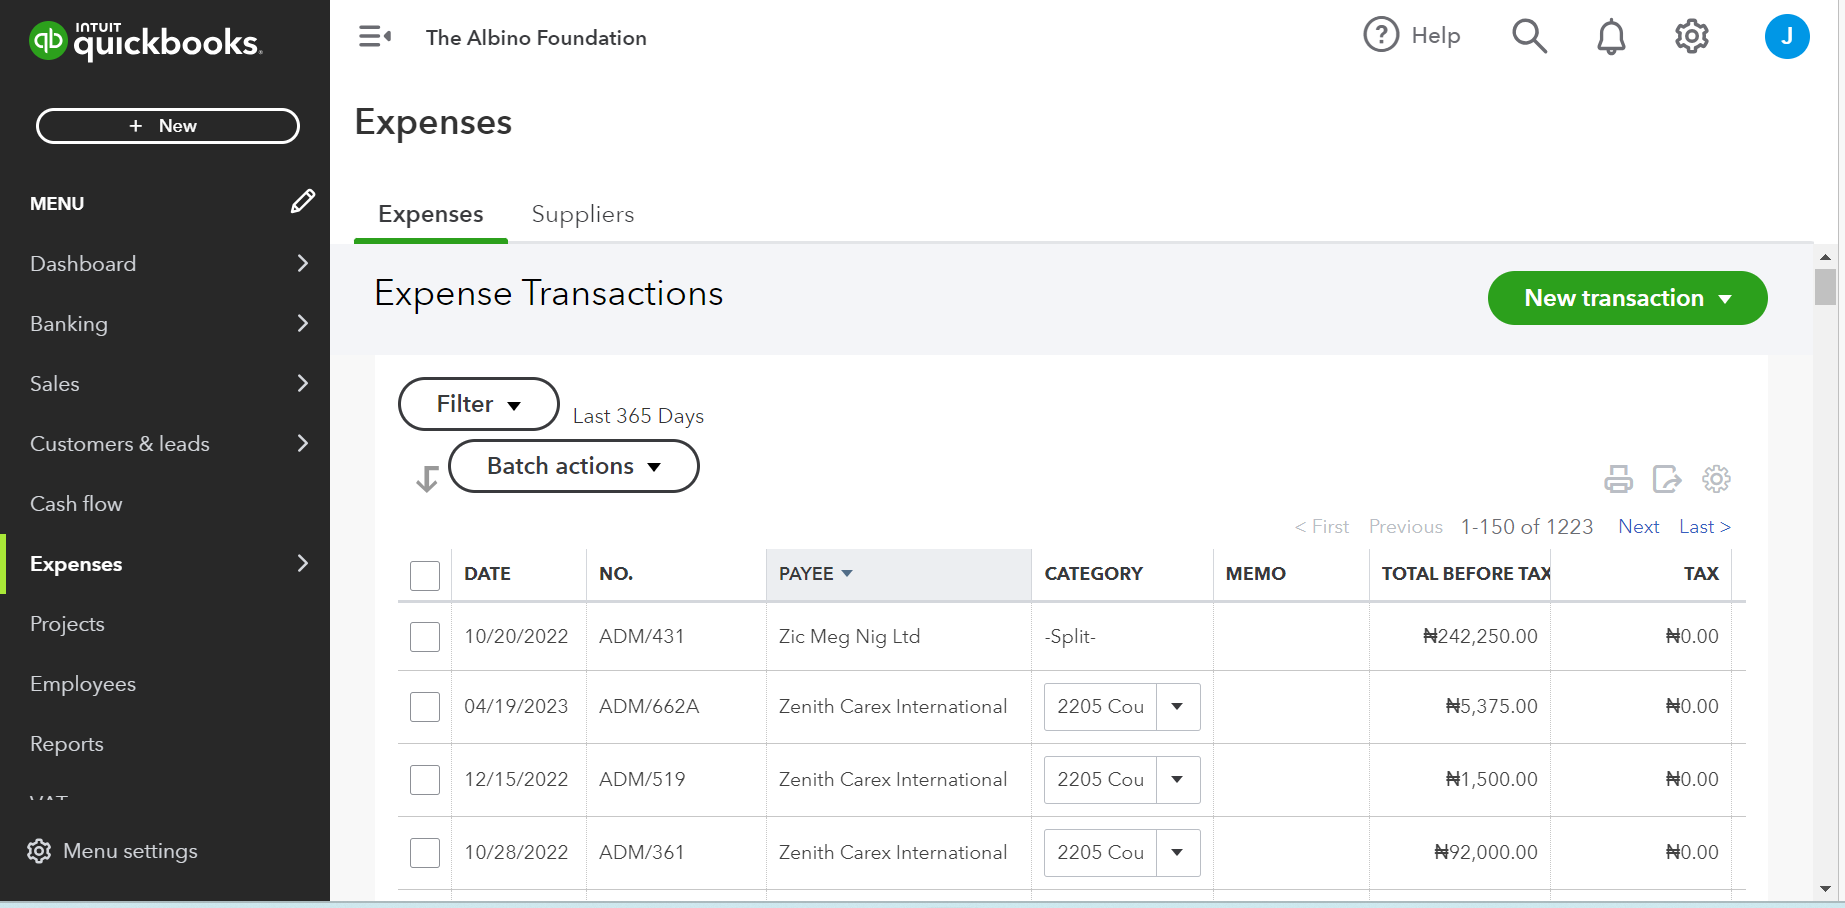 INTUIT
quickbooks.
The Albino Foundation
? Help
J
+ New
Expenses
MENU
Expenses Suppliers
Dashboard
Banking
Sales
Customers & leads
Cash flow
Expenses
Projects
Employees
Reports
VAT
Menu settings
Expense Transactions
New transaction
Filter
Last 365 Days
Batch actions
< First Previous 1-150 of 1223 Next Last >
DATE NO. PAYEE CATEGORY MEMO TOTAL BEFORE TAX TAX
10/20/2022 ADM/431 Zic Meg Nig Ltd -Split- ₦242,250.00 ₦0.00
04/19/2023 ADM/662A Zenith Carex International 2205 Cou ₦5,375.00 ₦0.00
12/15/2022 ADM/519 Zenith Carex International 2205 Cou ₦1,500.00 ₦0.00
10/28/2022 ADM/361 Zenith Carex International 2205 Cou ₦92,000.00 ₦0.00